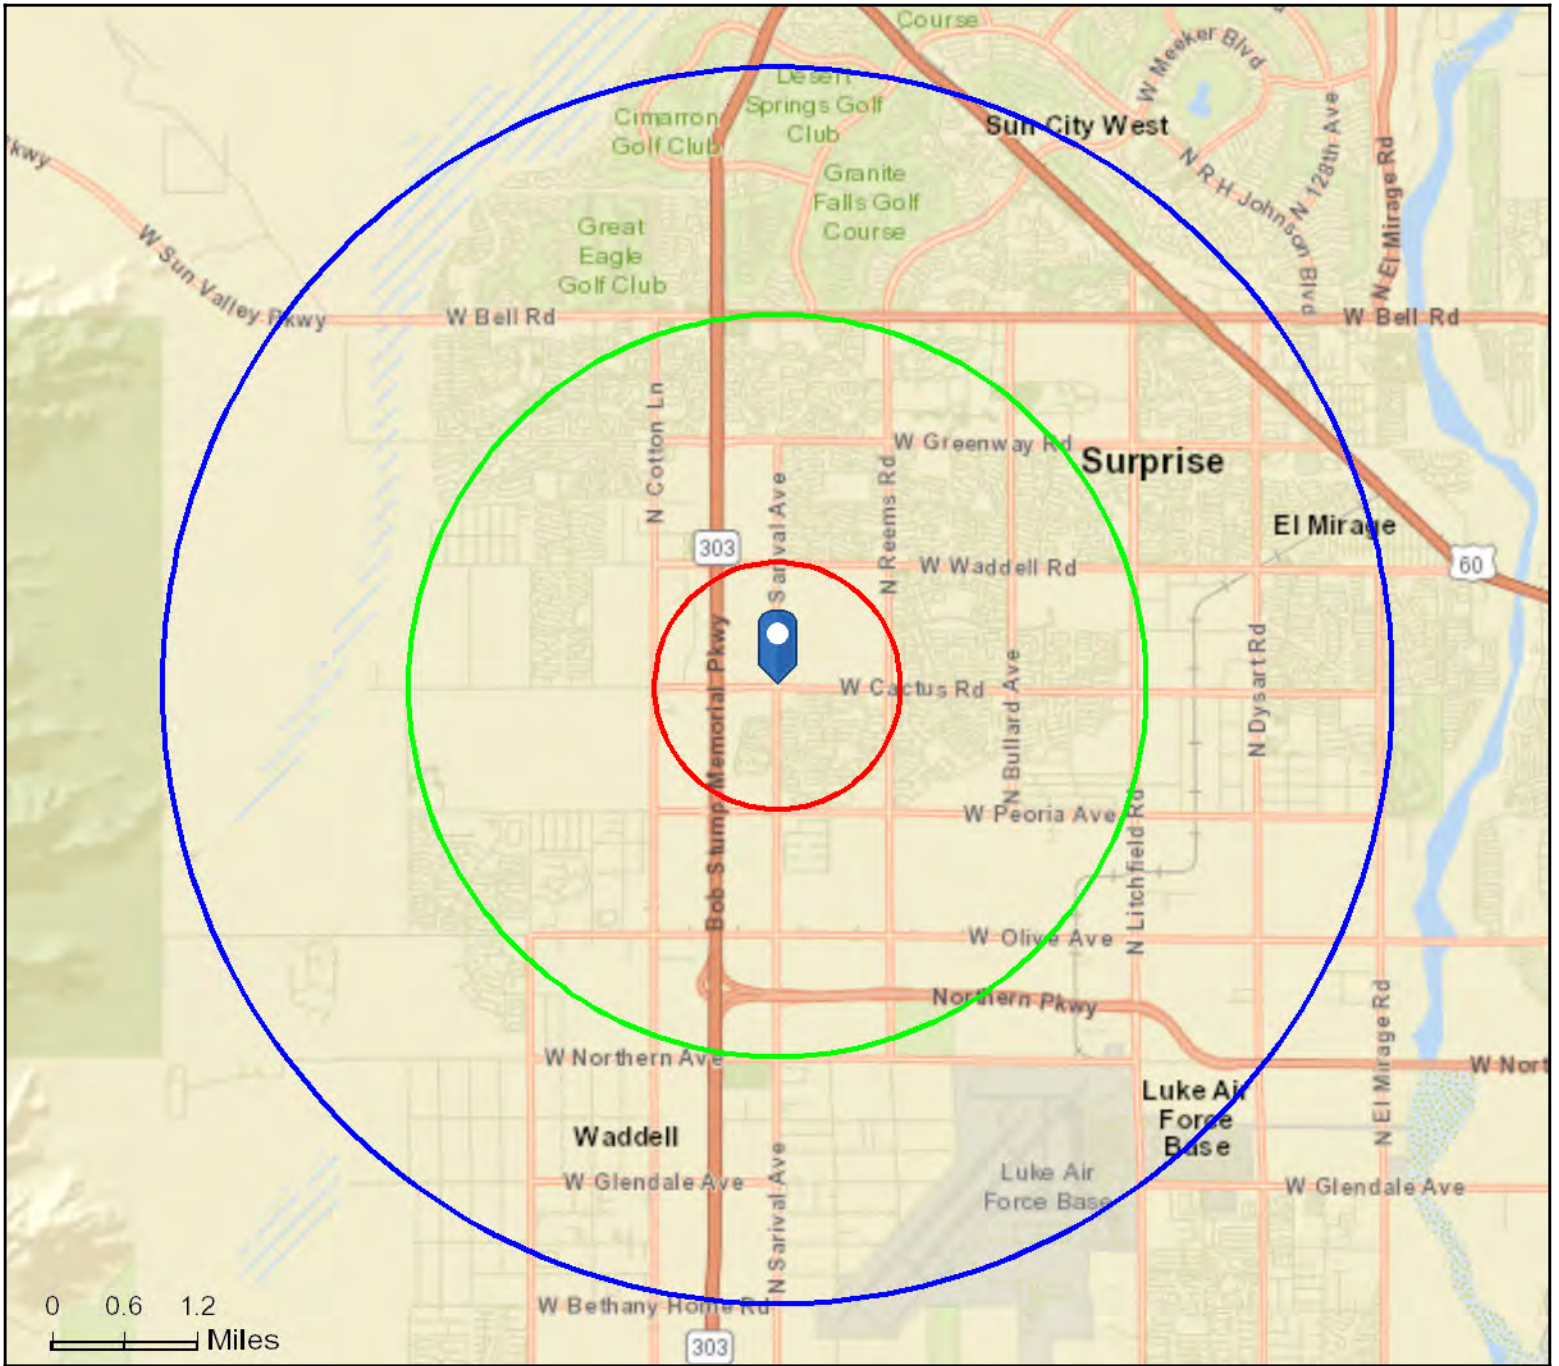 Course
W Meeker Blvd
Desert
Springs Golf
Club
Cimarron
Golf Club
Sun City West
N 128th Ave
N R H Johnson Blvd
N El Mirage Rd
kwy
Granite
Falls Golf
Course
Great
Eagle
Golf Club
W Sun Valley Pkwy
W Bell Rd
W Bell Rd
N Cotton Ln
W Greenway Rd
Surprise
N Reems Rd
Sarival Ave
El Mirage
303
W Waddell Rd
60
Bob Stump Memorial Pkwy
W Cactus Rd
N Bullard Ave
N Dysart Rd
W Peoria Ave
N Litchfield Rd
W Olive Ave
Northern Pkwy
N El Mirage Rd
W Northern Ave
W Nort
Luke Air
Force
Base
Waddell
Luke Air
Force Base
W Glendale Ave
W Glendale Ave
N Sarival Ave
W Bethany Home Rd
0 0.6 1.2
Miles
303